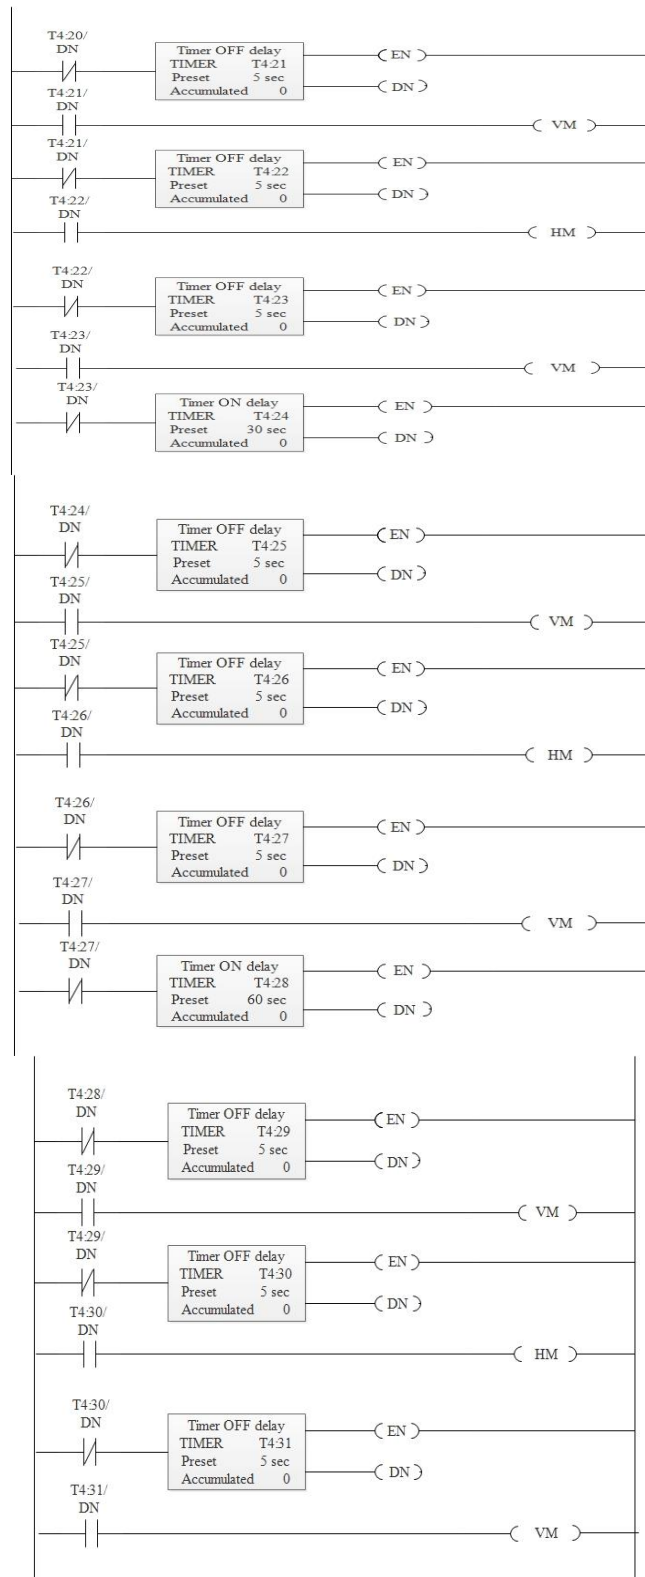 T4:20/
DN
Timer OFF delay
TIMER T4:21
Preset 5 sec
Accumulated 0
EN
DN
T4:21/
DN
VM
T4:21/
DN
Timer OFF delay
TIMER T4:22
Preset 5 sec
Accumulated 0
EN
DN
T4:22/
DN
HM
T4:22/
DN
Timer OFF delay
TIMER T4:23
Preset 5 sec
Accumulated 0
EN
DN
T4:23/
DN
VM
T4:23/
DN
Timer ON delay
TIMER T4:24
Preset 30 sec
Accumulated 0
EN
DN
T4:24/
DN
Timer OFF delay
TIMER T4:25
Preset 5 sec
Accumulated 0
EN
DN
T4:25/
DN
VM
T4:25/
DN
Timer OFF delay
TIMER T4:26
Preset 5 sec
Accumulated 0
EN
DN
T4:26/
DN
HM
T4:26/
DN
Timer OFF delay
TIMER T4:27
Preset 5 sec
Accumulated 0
EN
DN
T4:27/
DN
VM
T4:27/
DN
Timer ON delay
TIMER T4:28
Preset 60 sec
Accumulated 0
EN
DN
T4:28/
DN
Timer OFF delay
TIMER T4:29
Preset 5 sec
Accumulated 0
EN
DN
T4:29/
DN
VM
T4:29/
DN
Timer OFF delay
TIMER T4:30
Preset 5 sec
Accumulated 0
EN
DN
T4:30/
DN
HM
T4:30/
DN
Timer OFF delay
TIMER T4:31
Preset 5 sec
Accumulated 0
EN
DN
T4:31/
DN
VM